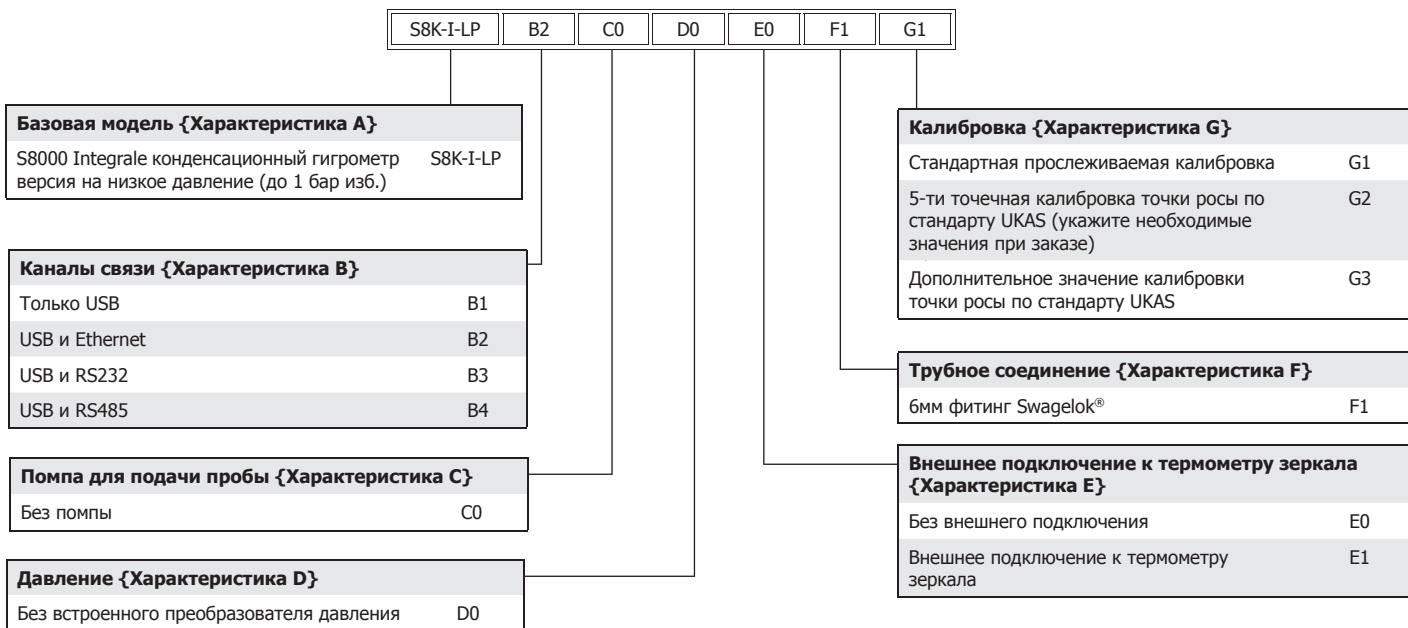 S8K-I-LP B2 C0 D0 E0 F1 G1
Базовая модель {Характеристика A}
S8000 Integrale конденсационный гигрометр S8K-I-LP
версия на низкое давление (до 1 бар изб.)
Каналы связи {Характеристика B}
Только USB B1
USB и Ethernet B2
USB и RS232 B3
USB и RS485 B4
Помпа для подачи пробы {Характеристика C}
Без помпы C0
Давление {Характеристика D}
Без встроенного преобразователя давления D0
Калибровка {Характеристика G}
Стандартная прослеживаемая калибровка G1
5-ти точечная калибровка точки росы по G2
стандарту UKAS (укажите необходимые
значения при заказе)
Дополнительное значение калибровки G3
точки росы по стандарту UKAS
Трубное соединение {Характеристика F}
6мм фитинг Swagelok® F1
Внешнее подключение к термометру зеркала
{Характеристика E}
Без внешнего подключения E0
Внешнее подключение к термометру E1
зеркала